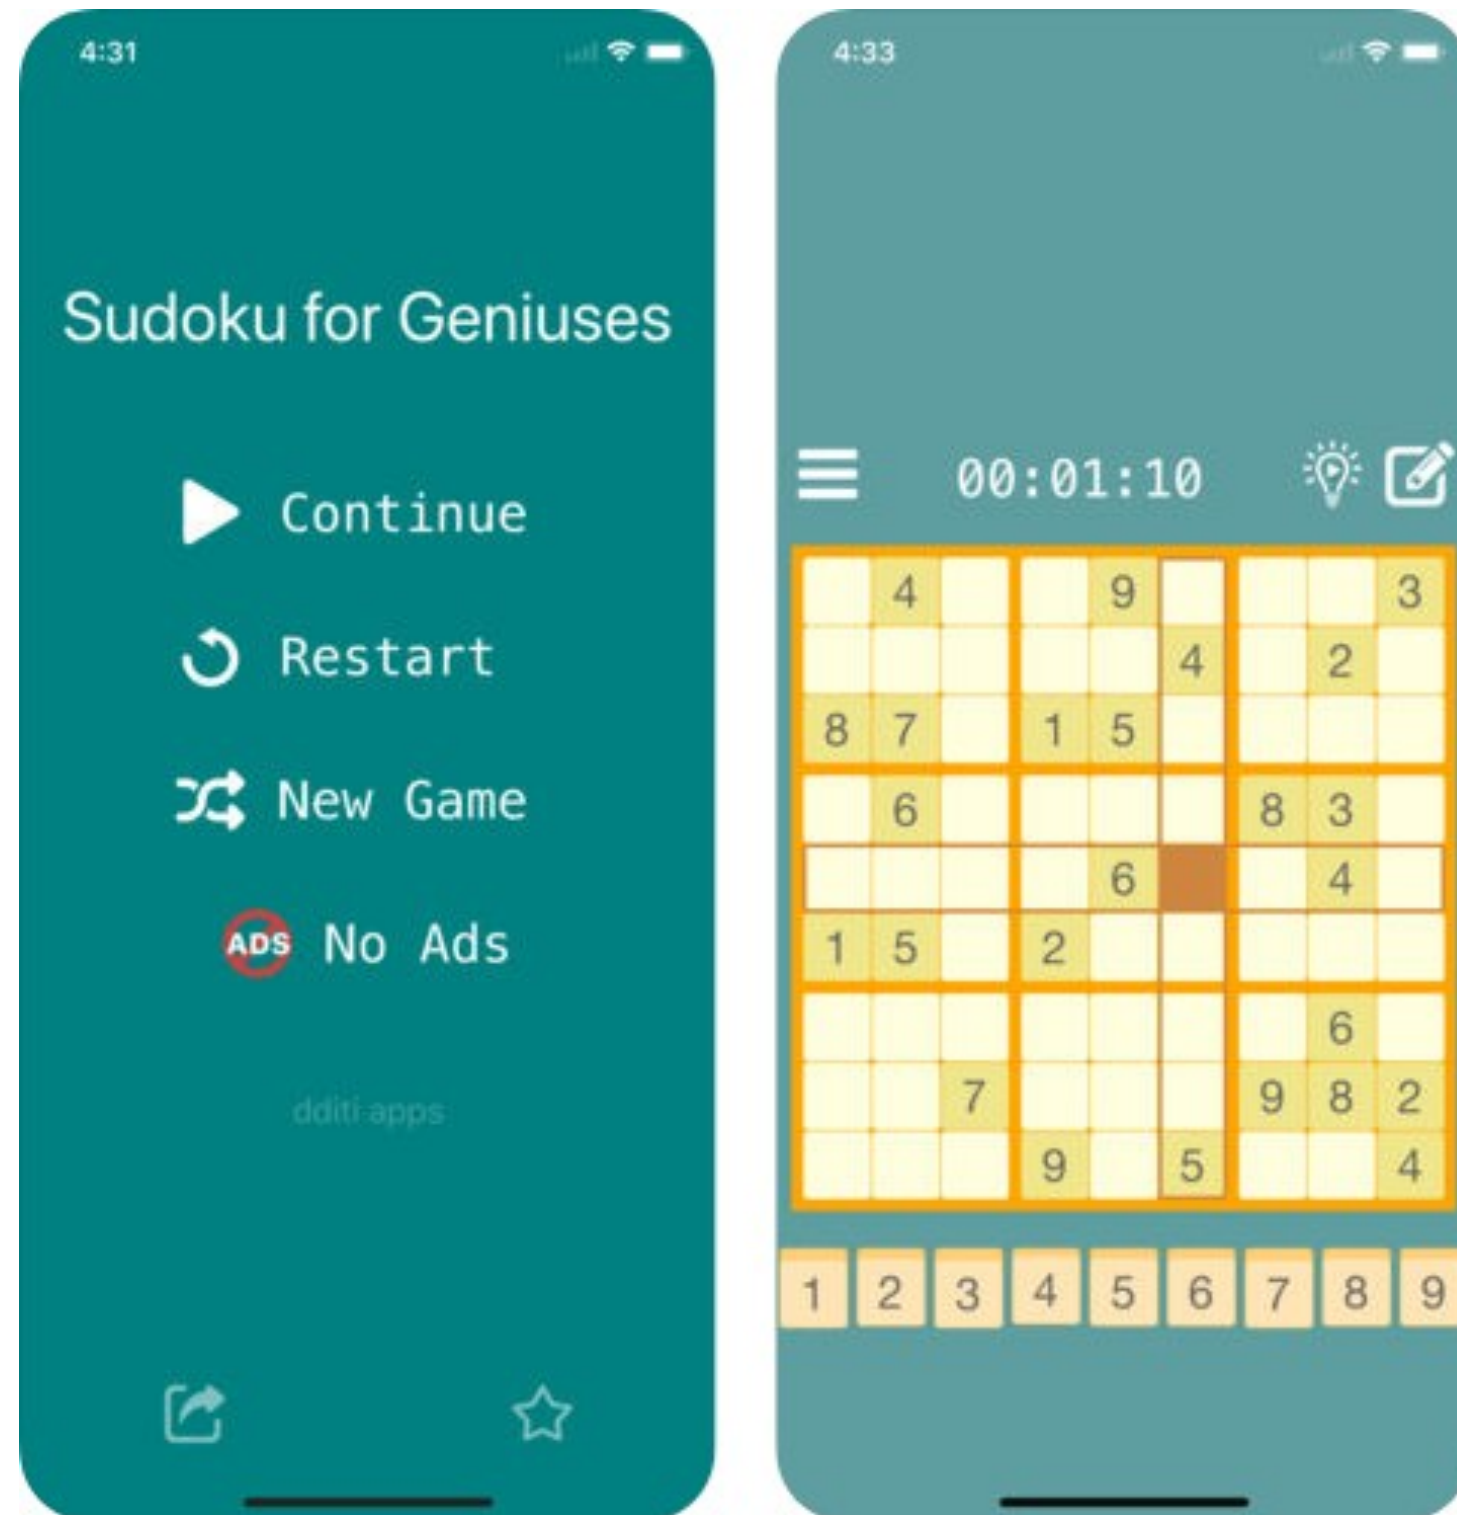 4:31
Sudoku for Geniuses
Continue
Restart
New Game
ADS No Ads
dditi apps
4:33
00:01:10
4 9 3
4 2
8 7 1 5
6 8 3
6 4
1 5 2
6
7 9 8 2
9 5 4
1 2 3 4 5 6 7 8 9